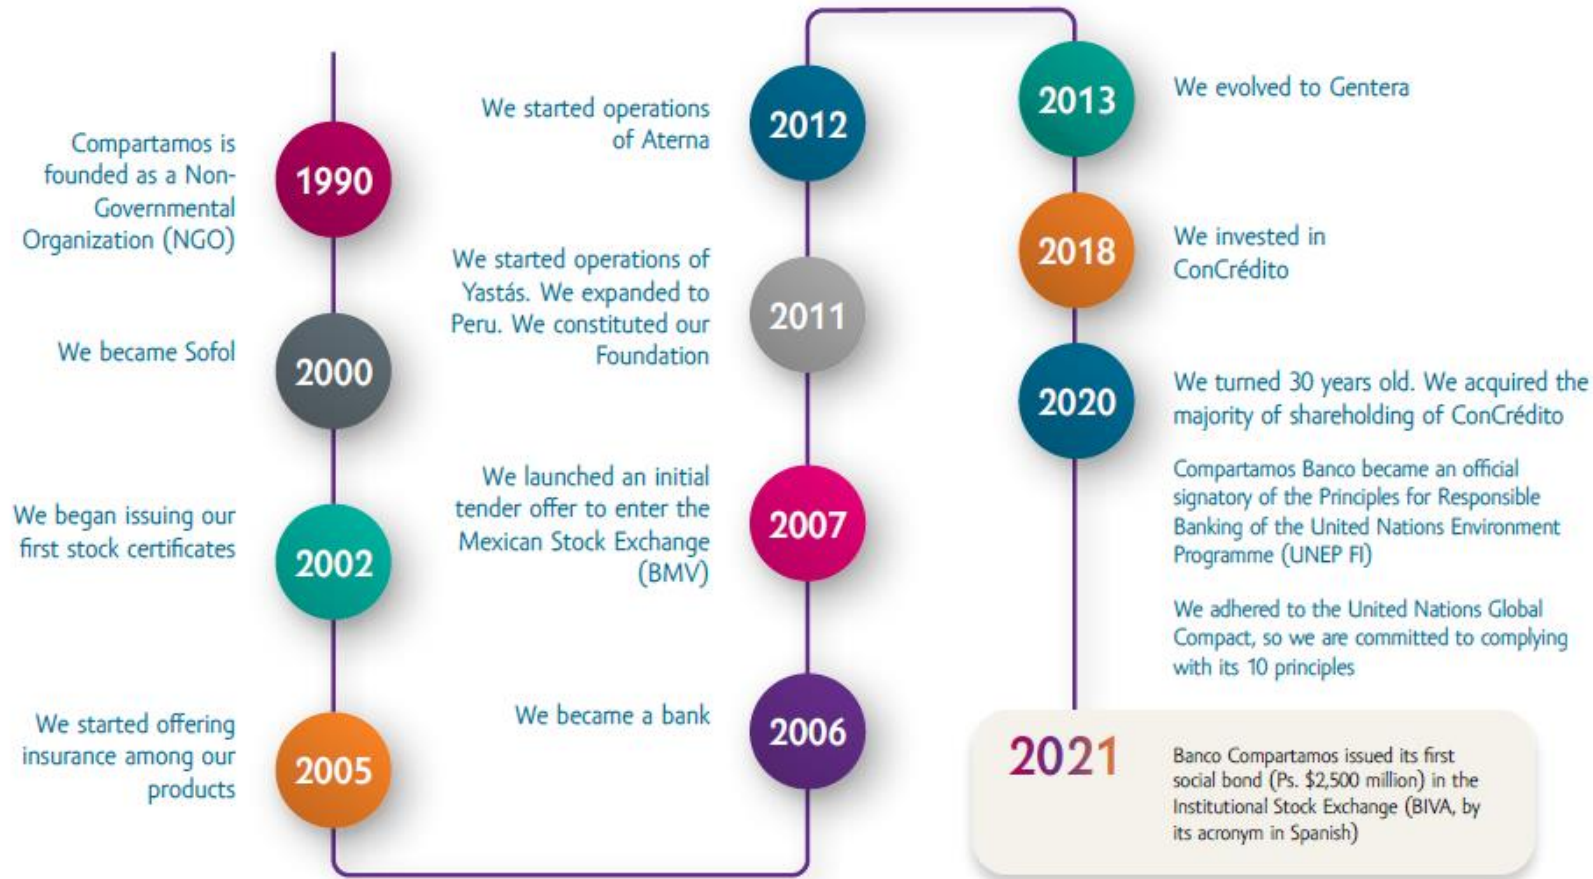 1990
Compartamos is
founded as a Non-
Governmental
Organization (NGO)
2000
We became Sofol
2002
We began issuing our
first stock certificates
2005
We started offering
insurance among our
products
2006
We became a bank
2007
We launched an initial
tender offer to enter the
Mexican Stock Exchange
(BMV)
2011
We started operations of
Yastás. We expanded to
Peru. We constituted our
Foundation
2012
We started operations
of Aterna
2013
We evolved to Gentera
2018
We invested in
ConCrédito
2020
We turned 30 years old. We acquired the
majority of shareholding of ConCrédito
Compartamos Banco became an official
signatory of the Principles for Responsible
Banking of the United Nations Environment
Programme (UNEP FI)
We adhered to the United Nations Global
Compact, so we are committed to complying
with its 10 principles
2021
Banco Compartamos issued its first
social bond (Ps. $2,500 million) in the
Institutional Stock Exchange (BIVA, by
its acronym in Spanish)